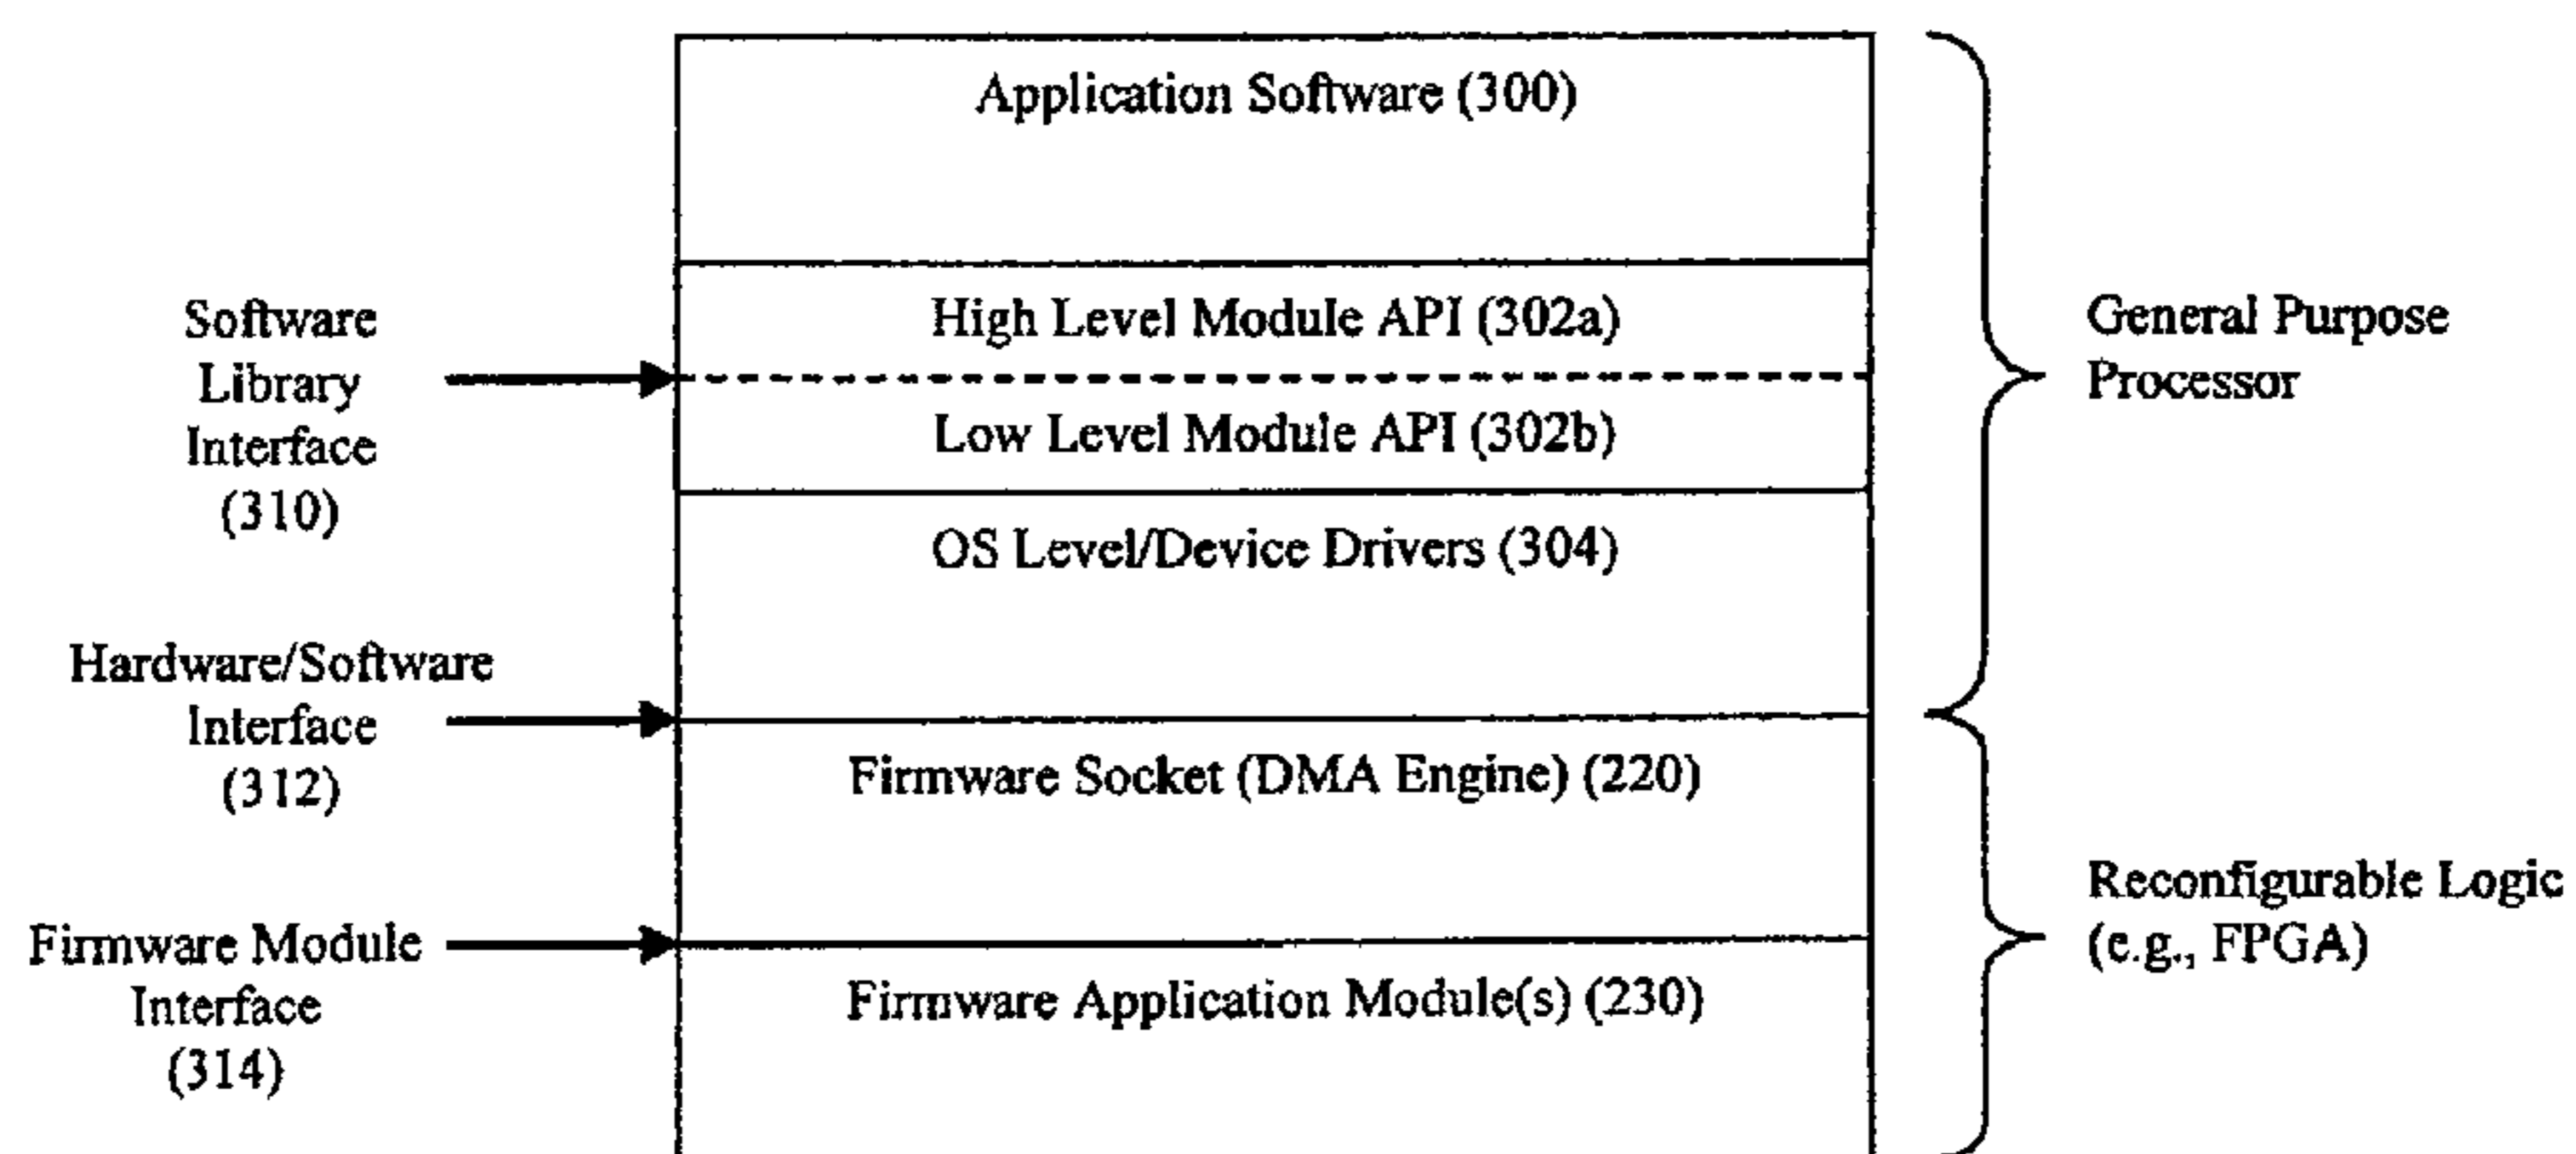 Application Software (300)
High Level Module API (302a)
Low Level Module API (302b)
OS Level/Device Drivers (304)
Firmware Socket (DMA Engine) (220)
Firmware Application Module(s) (230)
Software
Library
Interface
(310)
Hardware/Software
Interface
(312)
Firmware Module
Interface
(314)
General Purpose
Processor
Reconfigurable Logic
(e.g., FPGA)